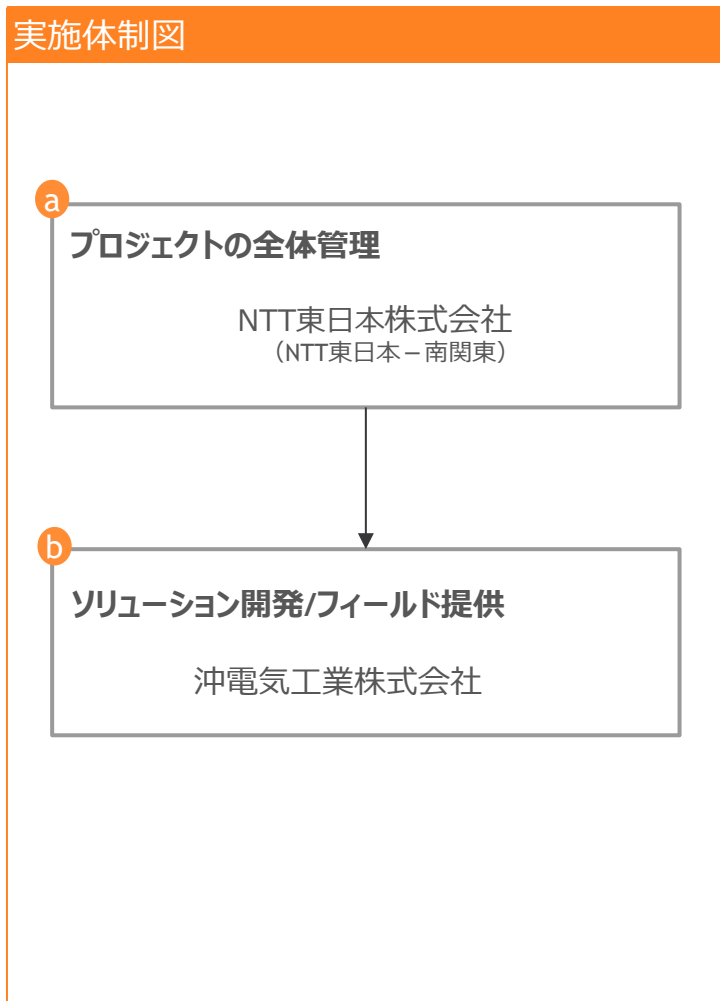 実施体制図
a
プロジェクトの全体管理
NTT東日本株式会社
（NTT東日本－南関東）
b
ソリューション開発/フィールド提供
沖電気工業株式会社